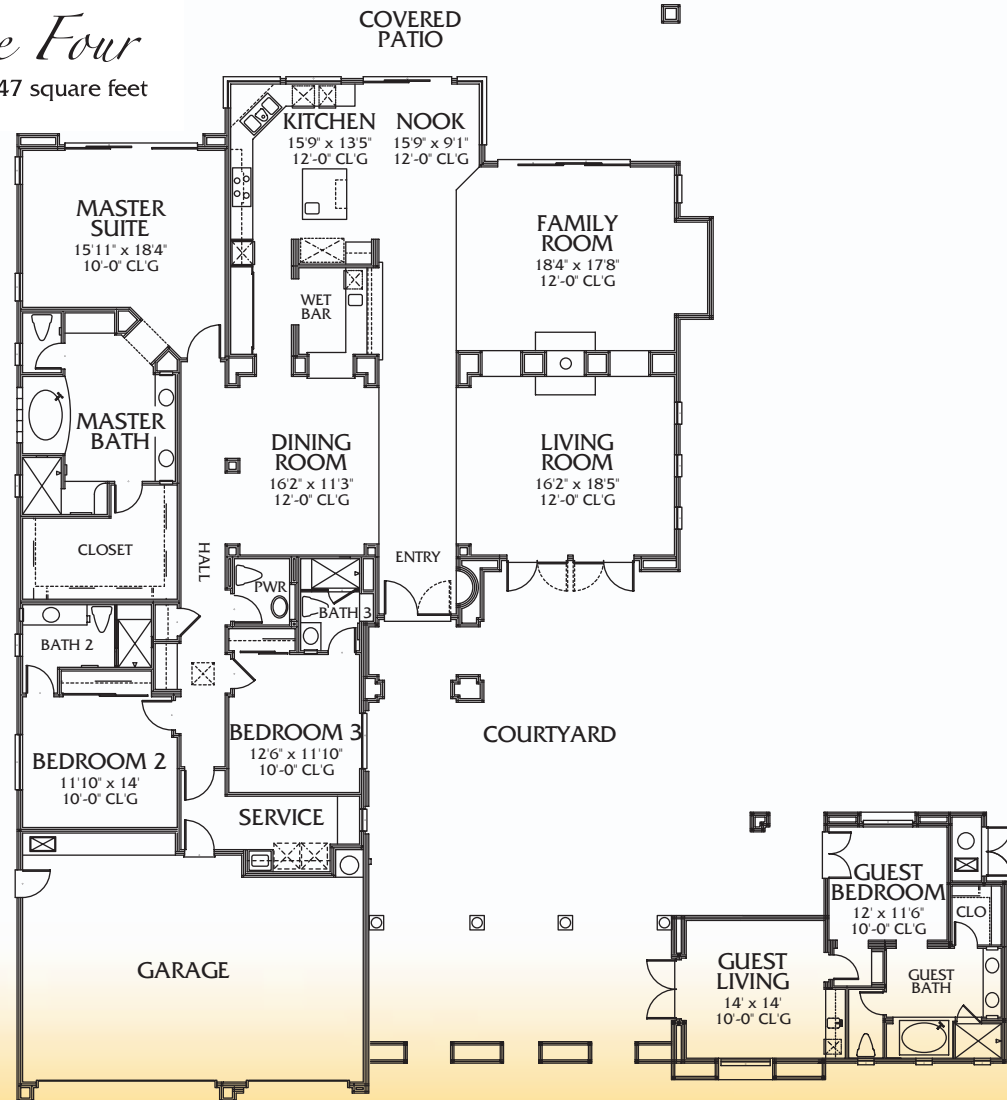 Four
47 square feet
COVERED
PATIO
KITCHEN
15'9" x 13'5"
12'-0" CL'G
NOOK
15'9" x 9'1"
12'-0" CL'G
MASTER
SUITE
15'11" x 18'4"
10'-0" CL'G
FAMILY
ROOM
18'4" x 17'8"
12'-0" CL'G
WET
BAR
MASTER
BATH
DINING
ROOM
16'2" x 11'3"
12'-0" CL'G
LIVING
ROOM
16'2" x 18'5"
12'-0" CL'G
CLOSET
HALL
ENTRY
PWR
BATH 3
BATH 2
BEDROOM 3
12'6" x 11'10"
10'-0" CL'G
COURTYARD
BEDROOM 2
11'10" x 14'
10'-0" CL'G
SERVICE
GUEST
BEDROOM
12' x 11'6"
10'-0" CL'G
CLO
GARAGE
GUEST
LIVING
14' x 14'
10'-0" CL'G
GUEST
BATH